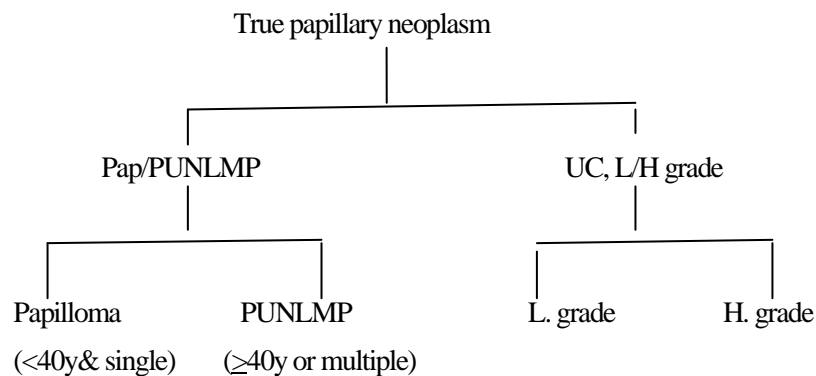 True papillary neoplasm
Pap/PUNLMP UC, L/H grade
Papilloma PUNLMP L. grade H. grade
(<40y& single) (≥40y or multiple)